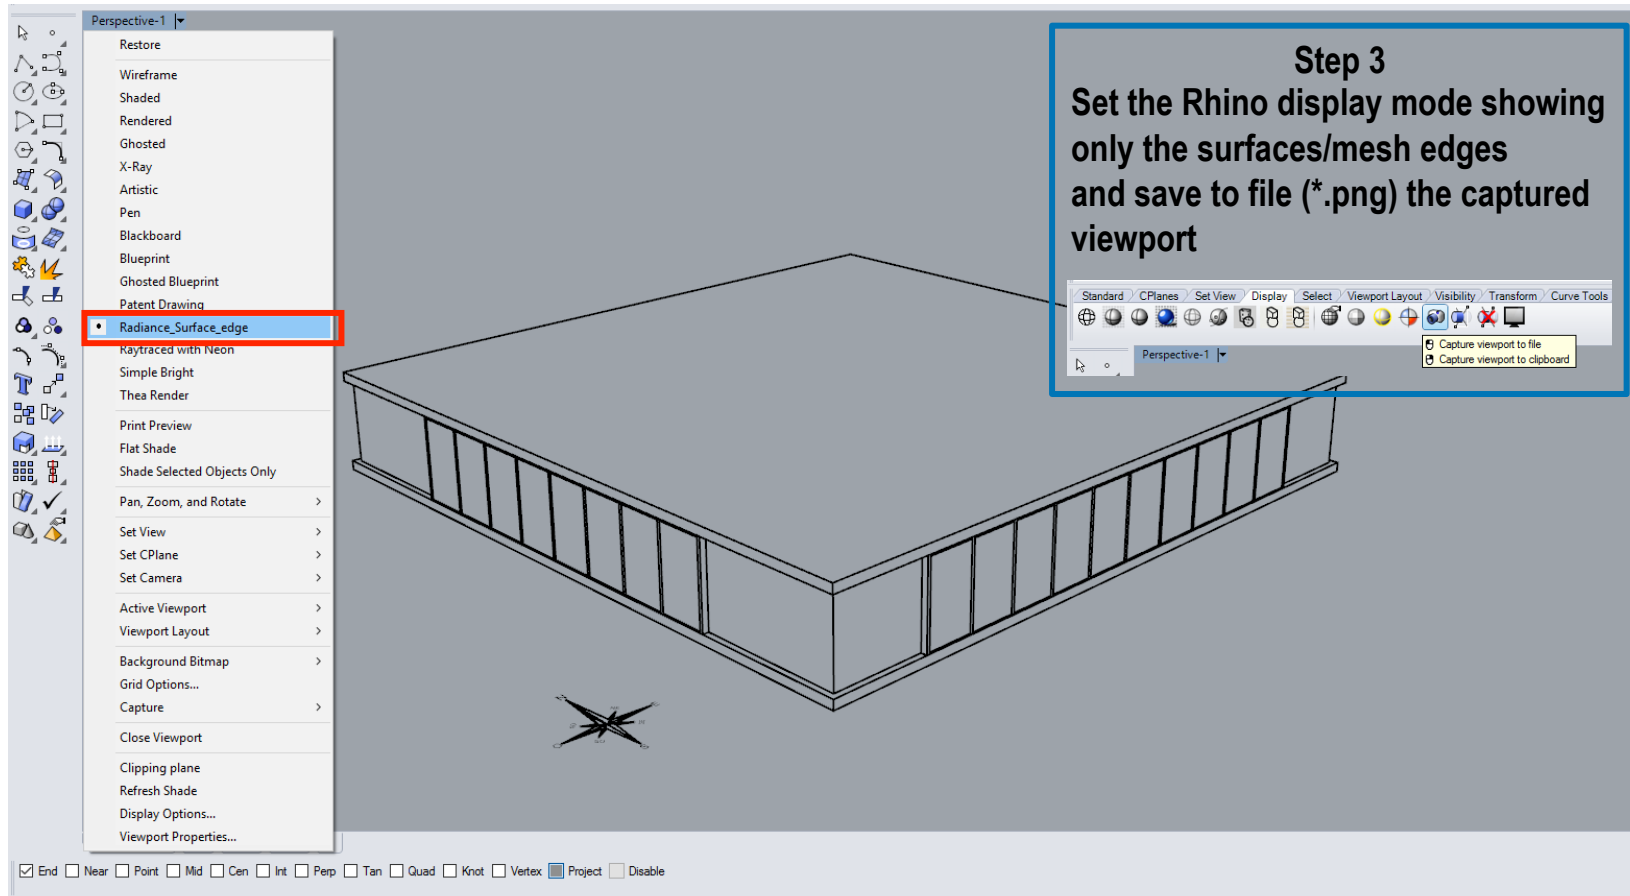 Perspective-1
Restore
Wireframe
Shaded
Rendered
Ghosted
X-Ray
Artistic
Pen
Blackboard
Blueprint
Ghosted Blueprint
Patent Drawing
Radiance_Surface_edge
Raytraced with Neon
Simple Bright
Thea Render
Print Preview
Flat Shade
Shade Selected Objects Only
Pan, Zoom, and Rotate
Set View
Set CPlane
Set Camera
Active Viewport
Viewport Layout
Background Bitmap
Grid Options...
Capture
Close Viewport
Clipping plane
Refresh Shade
Display Options...
Viewport Properties...
Step 3
Set the Rhino display mode showing
only the surfaces/mesh edges
and save to file (*.png) the captured
viewport
Standard CPlanes Set View Display Select Viewport Layout Visibility Transform Curve Tools
Capture viewport to file
Capture viewport to clipboard
Perspective-1
End Near Point Mid Cen Int Perp Tan Quad Knot Vertex Project Disable